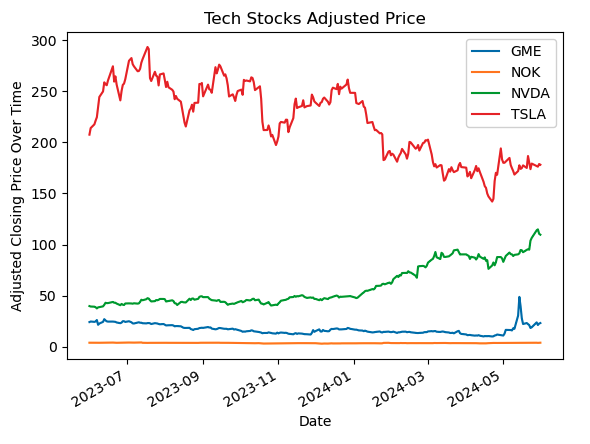 Tech Stocks Adjusted Price
Adjusted Closing Price Over Time
300
250
200
150
100
50
0
GME
NOK
NVDA
TSLA
2023-07
2023-09
2023-11
2024-01
2024-03
2024-05
Date